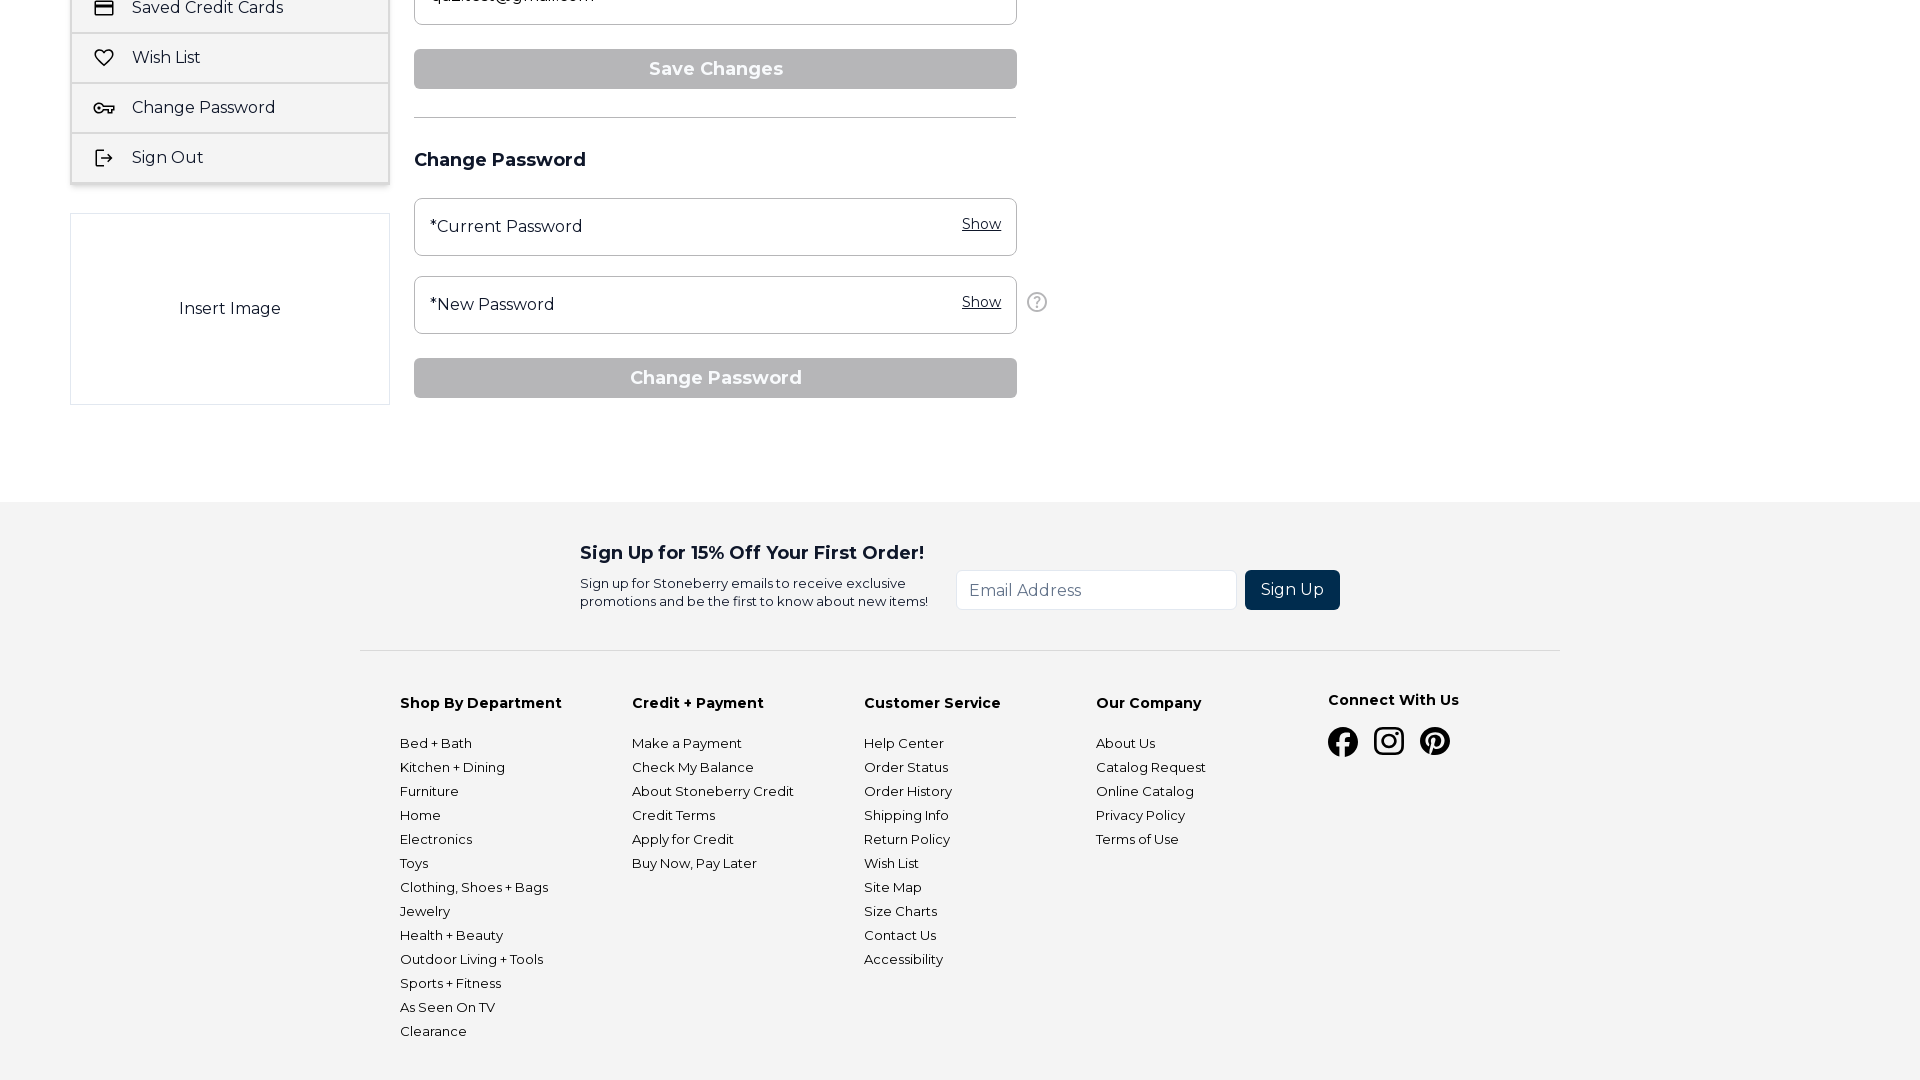 Saved Credit Cards
Wish List
Change Password
Sign Out
Insert Image
Save Changes
Change Password
*Current Password
Show
*New Password
Show
Change Password
Sign Up for 15% Off Your First Order!
Sign up for Stoneberry emails to receive exclusive
promotions and be the first to know about new items!
Email Address
Sign Up
Shop By Department
Bed + Bath
Kitchen + Dining
Furniture
Home
Electronics
Toys
Clothing, Shoes + Bags
Jewelry
Health + Beauty
Outdoor Living + Tools
Sports + Fitness
As Seen On TV
Clearance
Credit + Payment
Make a Payment
Check My Balance
About Stoneberry Credit
Credit Terms
Apply for Credit
Buy Now, Pay Later
Customer Service
Help Center
Order Status
Order History
Shipping Info
Return Policy
Wish List
Site Map
Size Charts
Contact Us
Accessibility
Our Company
About Us
Catalog Request
Online Catalog
Privacy Policy
Terms of Use
Connect With Us